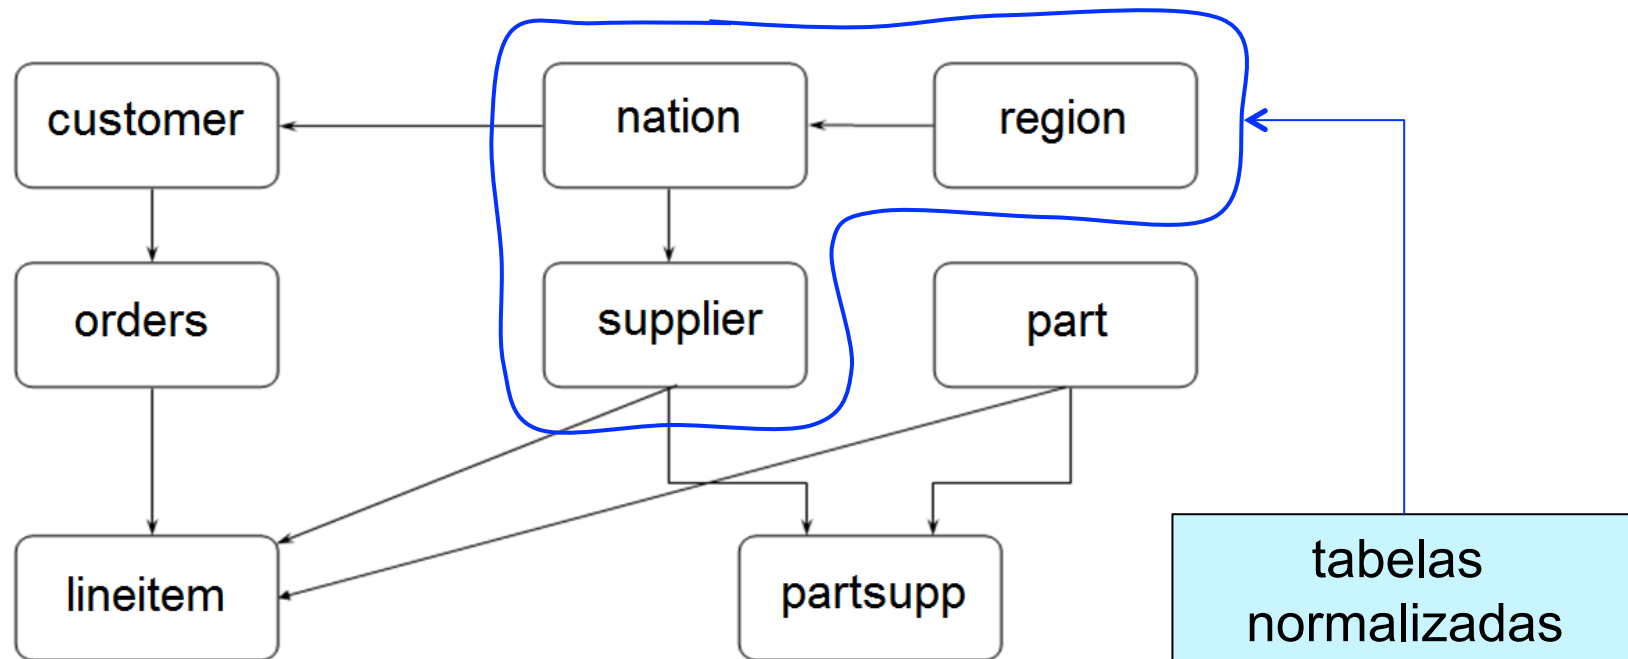 customer
nation
region
orders
supplier
part
lineitem
partsupp
tabelas
normalizadas